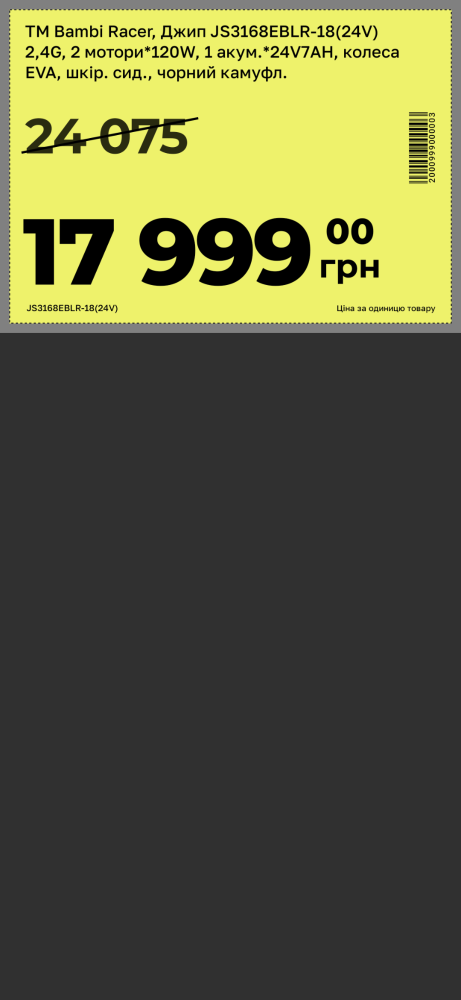 TM Bambi Racer, Джип JS3168EBLR-18(24V)
2,4G, 2 мотори*120W, 1 акум.*24V7AH, колеса
EVA, шкір. сид., чорний камуфл.
24 075
2000999000003
17 999 00
грн
JS3168EBLR-18(24V)
Ціна за одиницю товару